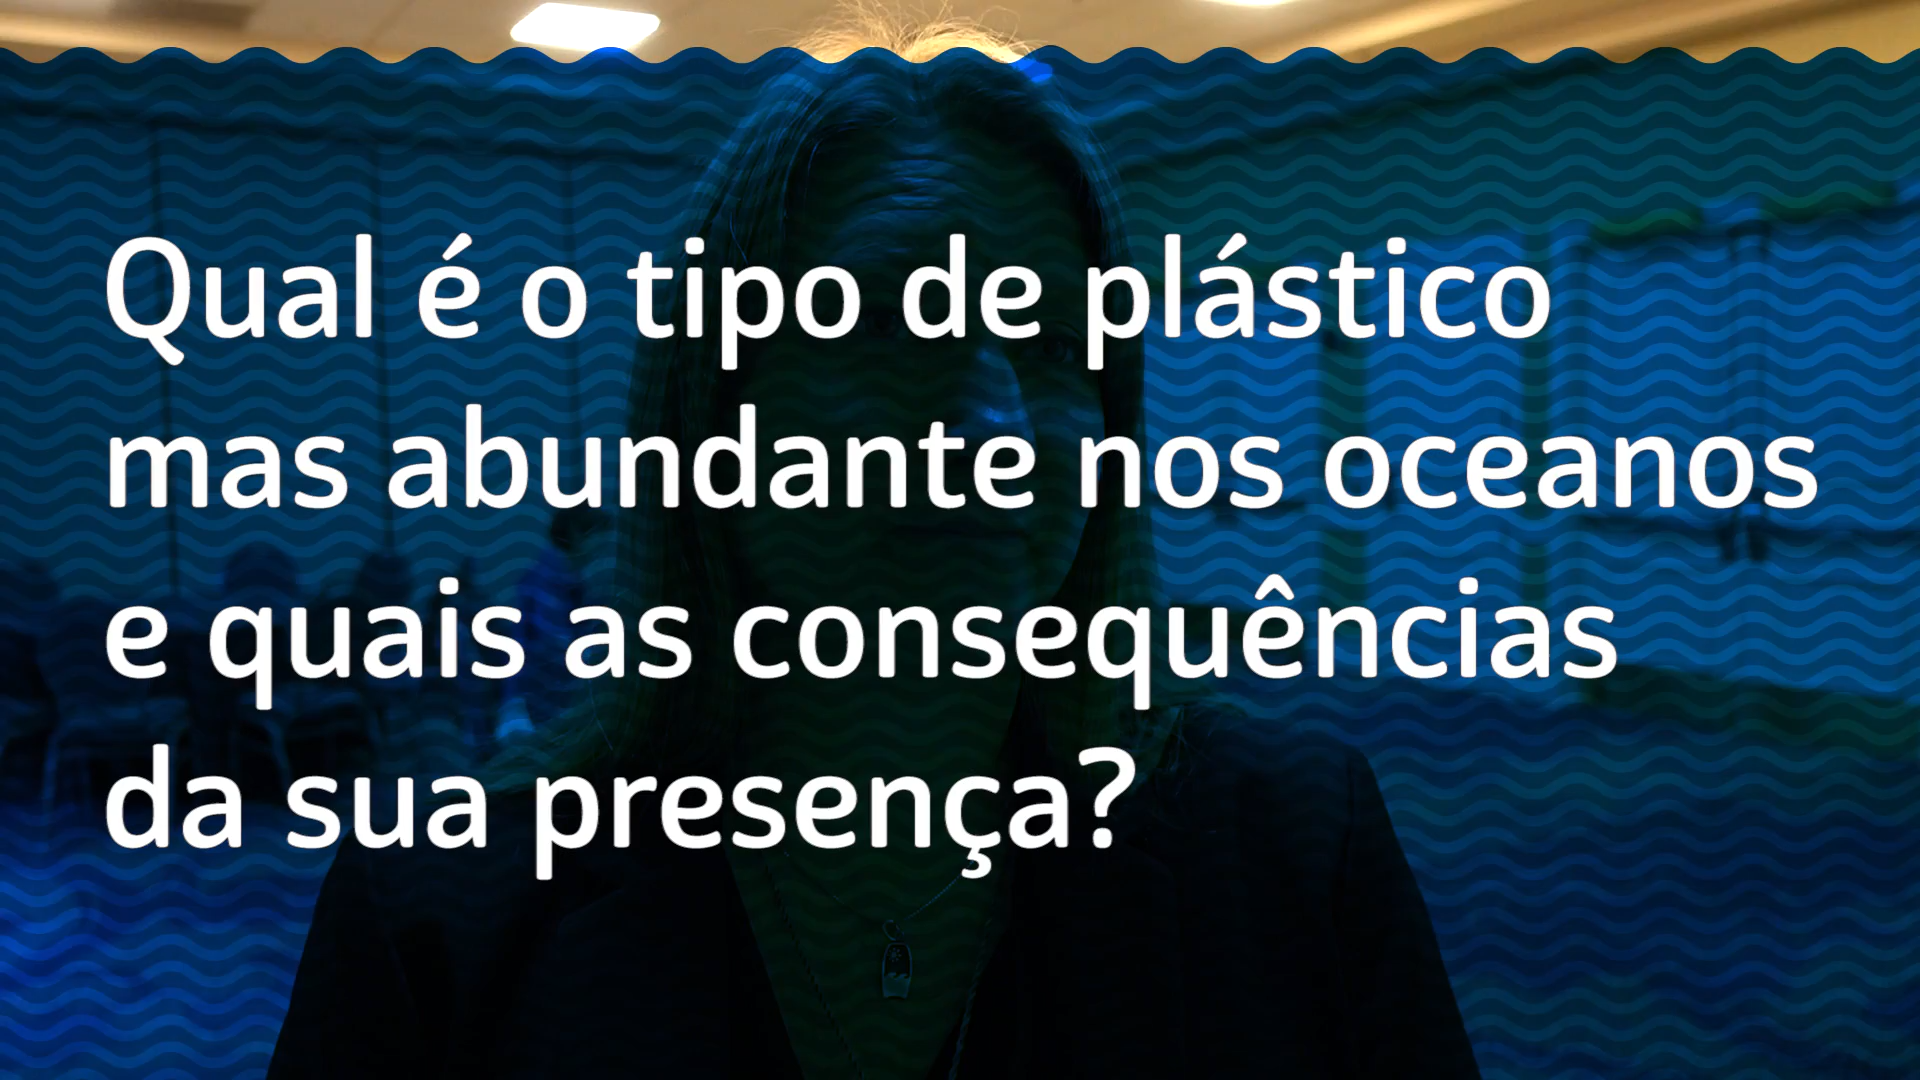 Qual é o tipo de plástico
mas abundante nos oceanos
e quais as consequências
da sua presença?